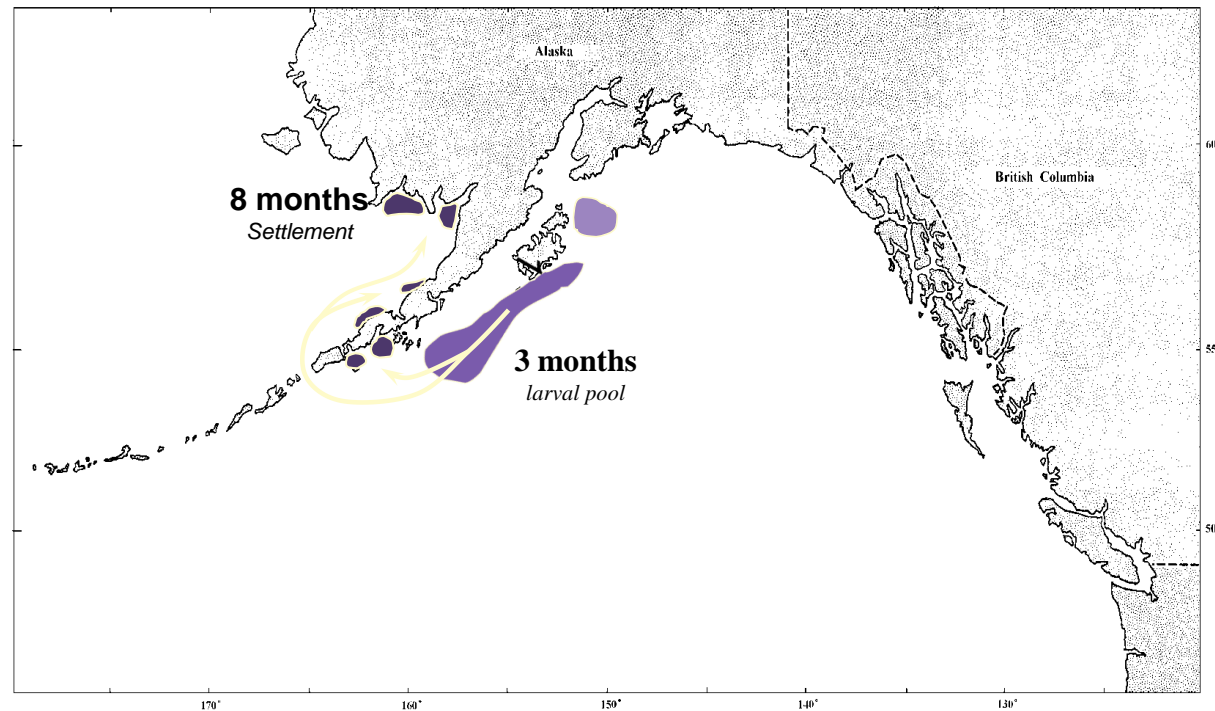 Alaska
60
British Columbia
8 months
Settlement
55
3 months
larval pool
50
170°
160°
150°
140°
130°